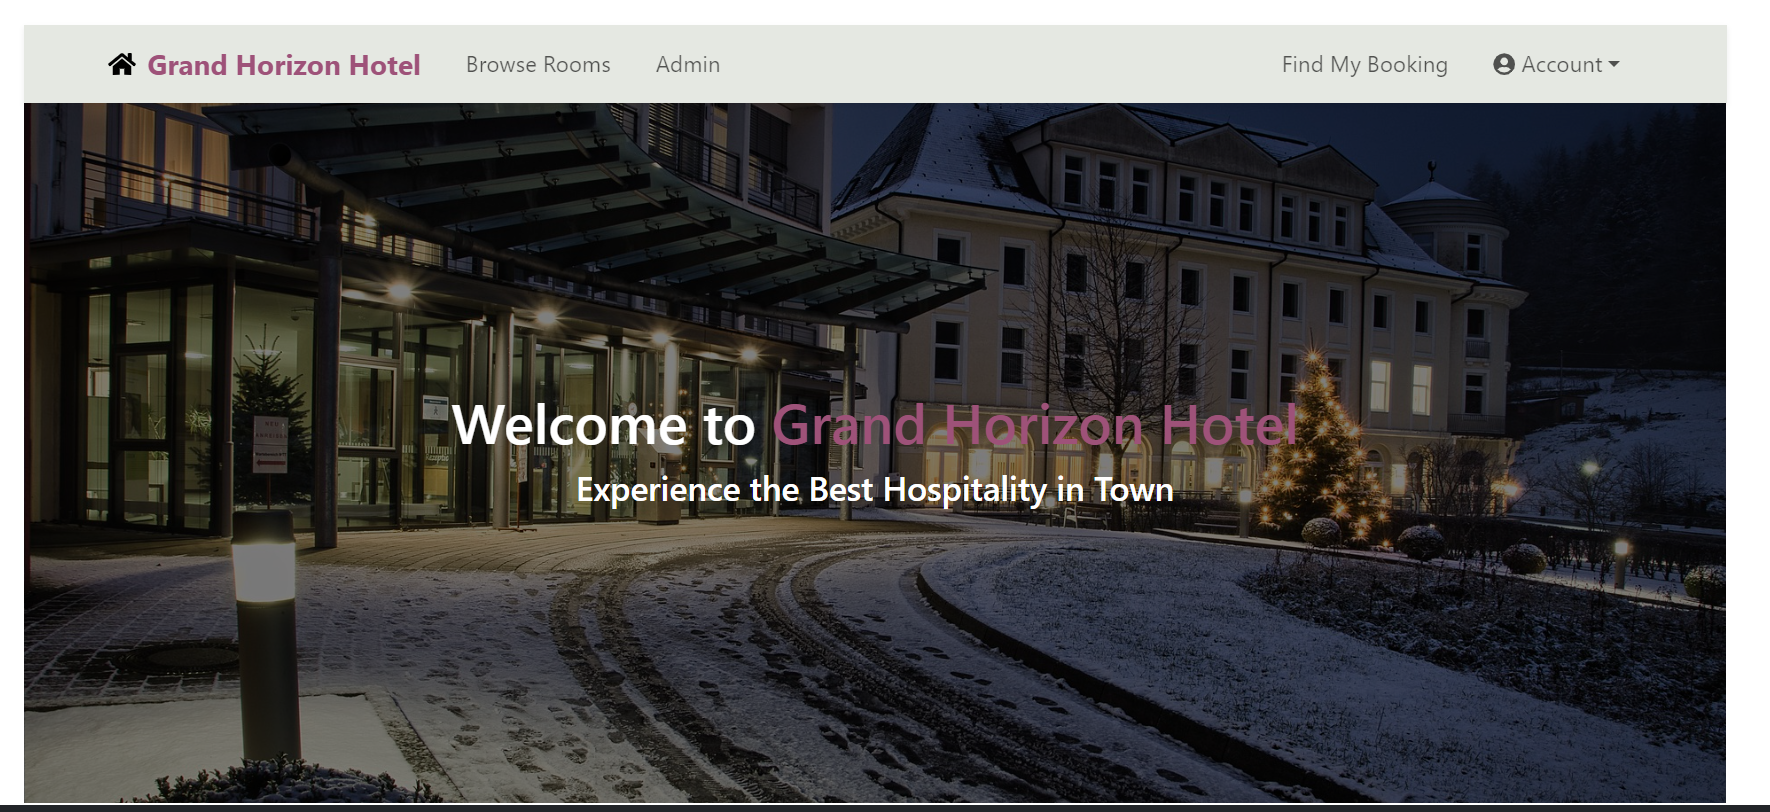 Grand Horizon Hotel Browse Rooms Admin Find My Booking Account
Welcome to Grand Horizon Hotel
Experience the Best Hospitality in Town